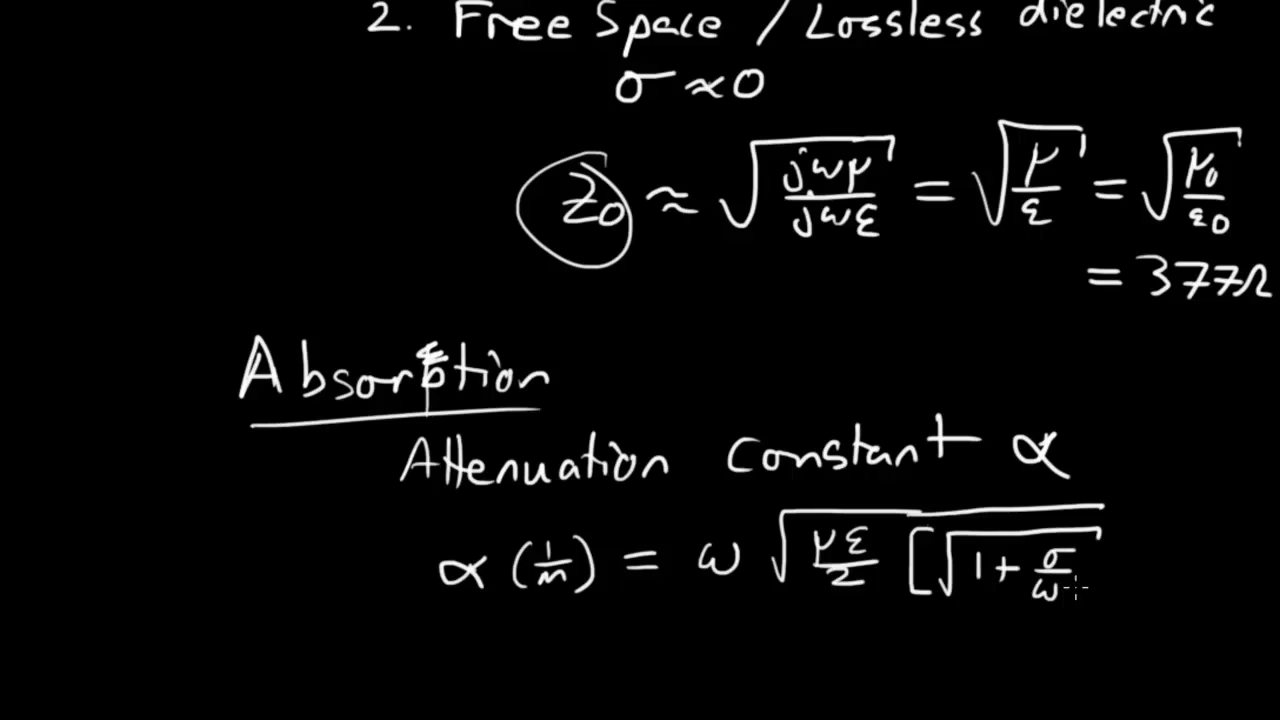 2. Free Space / Lossless dielectric
σ ≈ 0
Z₀ ≈ √(jωμ/jωε) = √(μ/ε) = √(μ₀/ε₀)
= 377Ω
Absorption
Attenuation constant α
α (1/m) = ω √(με/2 [√(1 + σ/ω